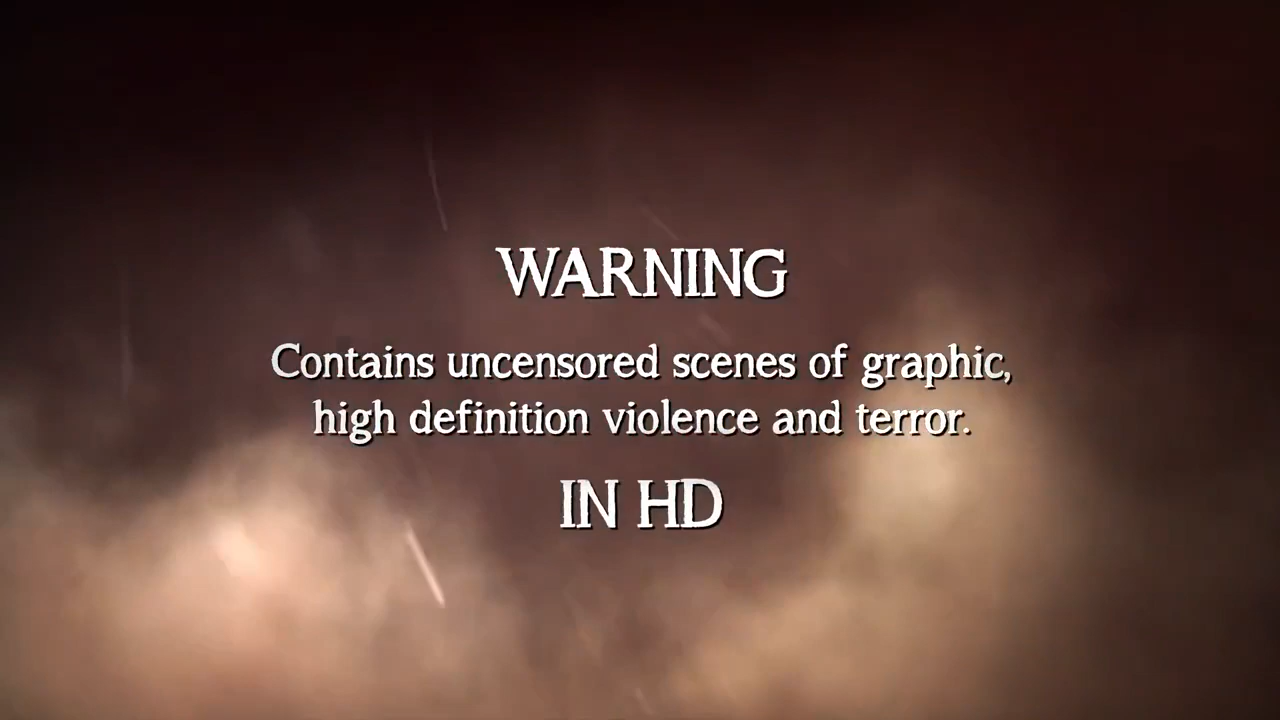 WARNING
Contains uncensored scenes of graphic,
high definition violence and terror.
IN HD